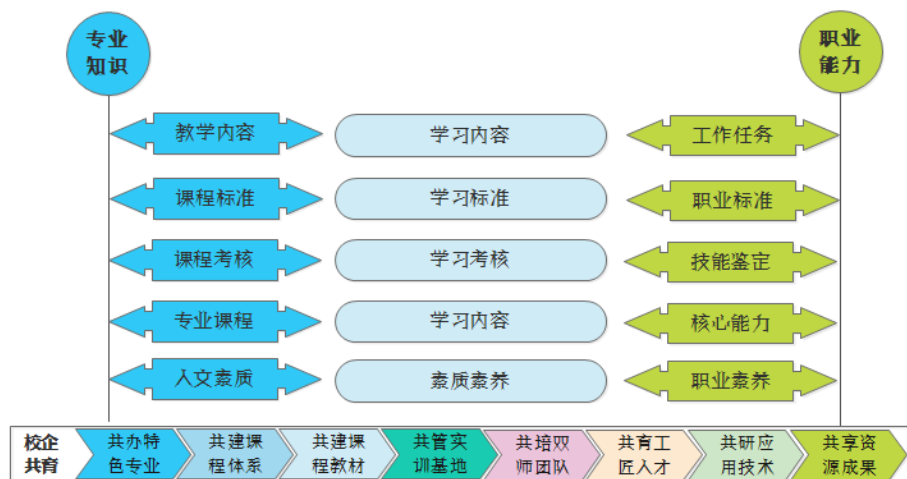 专业
知识
职业
能力
教学内容
学习内容
工作任务
课程标准
学习标准
职业标准
课程考核
学习考核
技能鉴定
专业课程
学习内容
核心能力
人文素质
素质素养
职业素养
校企
共育
共办特
色专业
共建课
程体系
共建课
程教材
共管实
训基地
共培双
师团队
共育工
匠人才
共研应
用技术
共享资
源成果